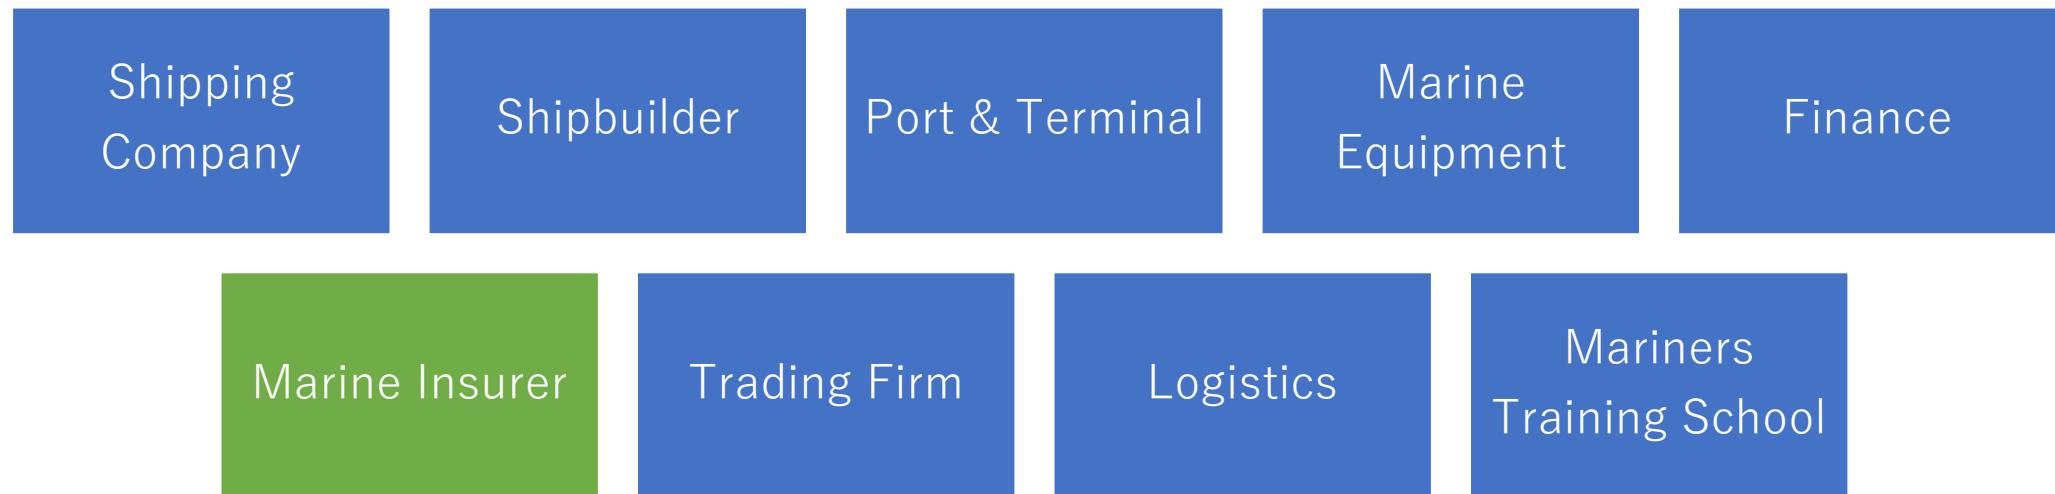 Shipping
Company
Shipbuilder
Port & Terminal
Marine
Equipment
Finance
Marine Insurer
Trading Firm
Logistics
Mariners
Training School